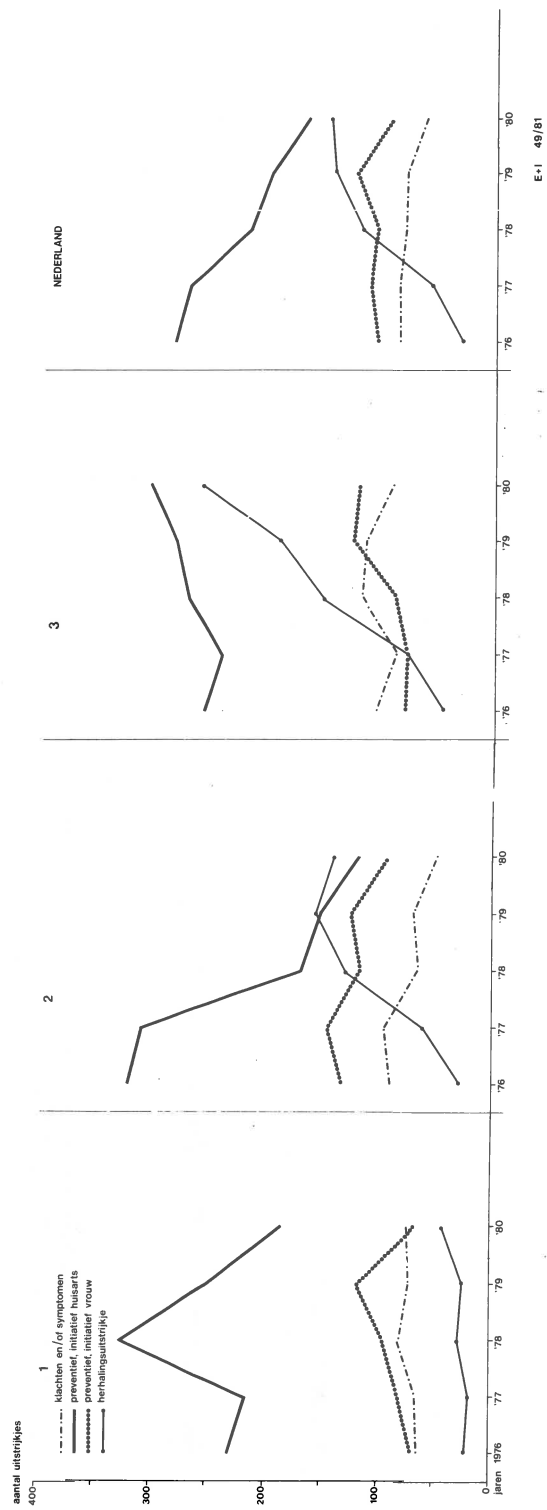 aantal uitstrijkjes
400
300
200
100
0
1
klachten en/of symptomen
preventief, initiatief huisarts
preventief, initiatief vrouw
herhalingsuitstrijkje
2
3
NEDERLAND
jaren 1976 '77 '78 '79 '80
'76 '77 '78 '79 '80
'76 '77 '78 '79 '80
'76 '77 '78 '79 '80
E+I 49/81